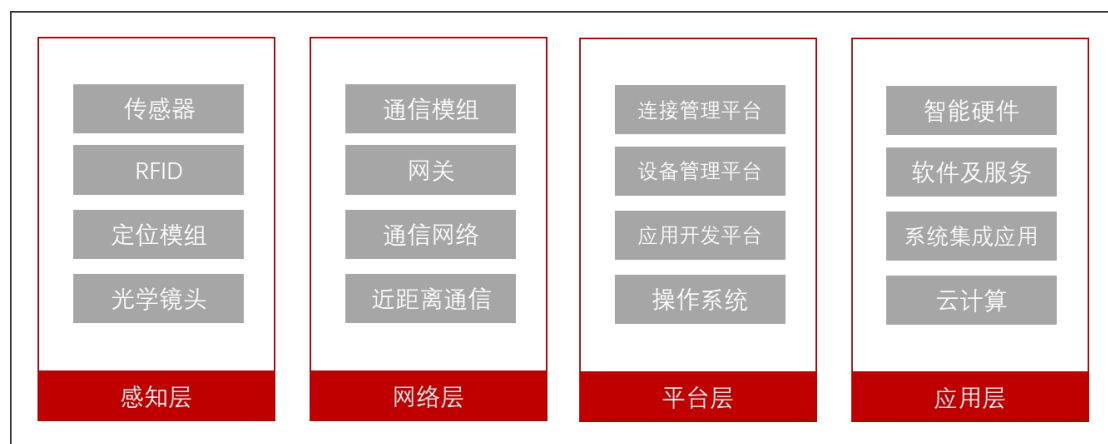 传感器
RFID
定位模组
光学镜头
感知层
通信模组
网关
通信网络
近距离通信
网络层
连接管理平台
设备管理平台
应用开发平台
操作系统
平台层
智能硬件
软件及服务
系统集成应用
云计算
应用层